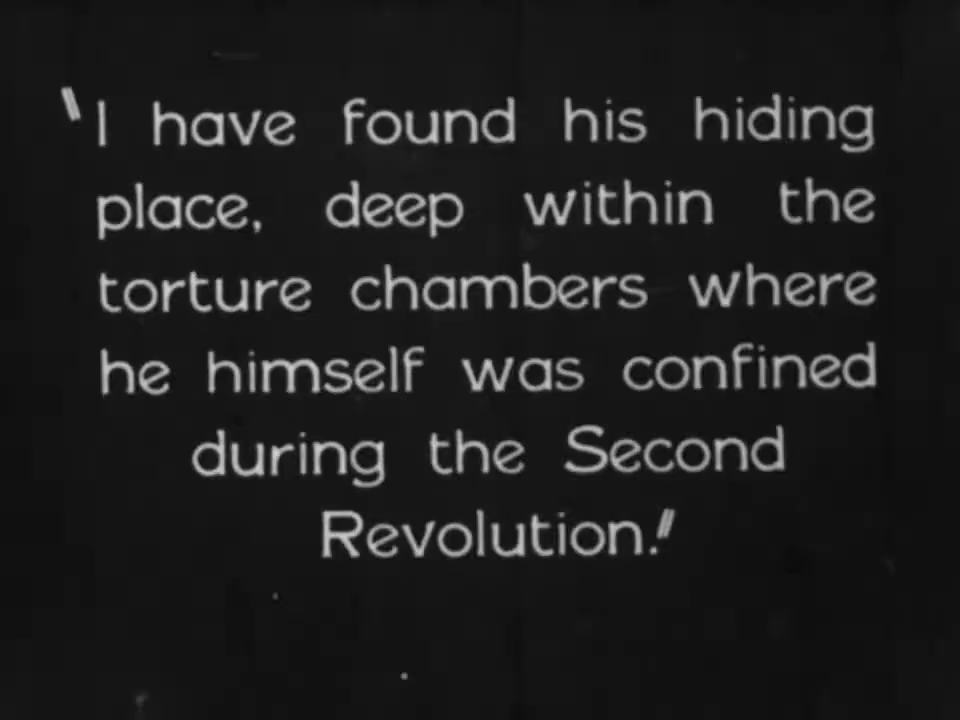 "I have found his hiding
place, deep within the
torture chambers where
he himself was confined
during the Second
Revolution."